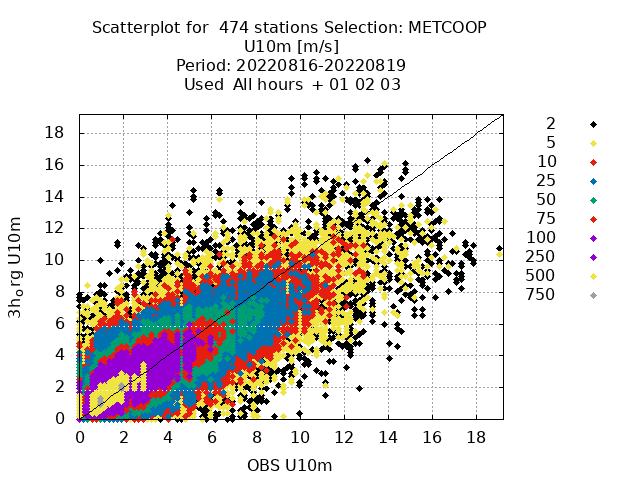 Scatterplot for  474 stations Selection: METCOOP
U10m [m/s]
Period: 20220816-20220819
Used  All hours  + 01 02 03
3hₒrg U10m
18
16
14
12
10
8
6
4
2
0
0 2 4 6 8 10 12 14 16 18
OBS U10m
2
5
10
25
50
75
100
250
500
750